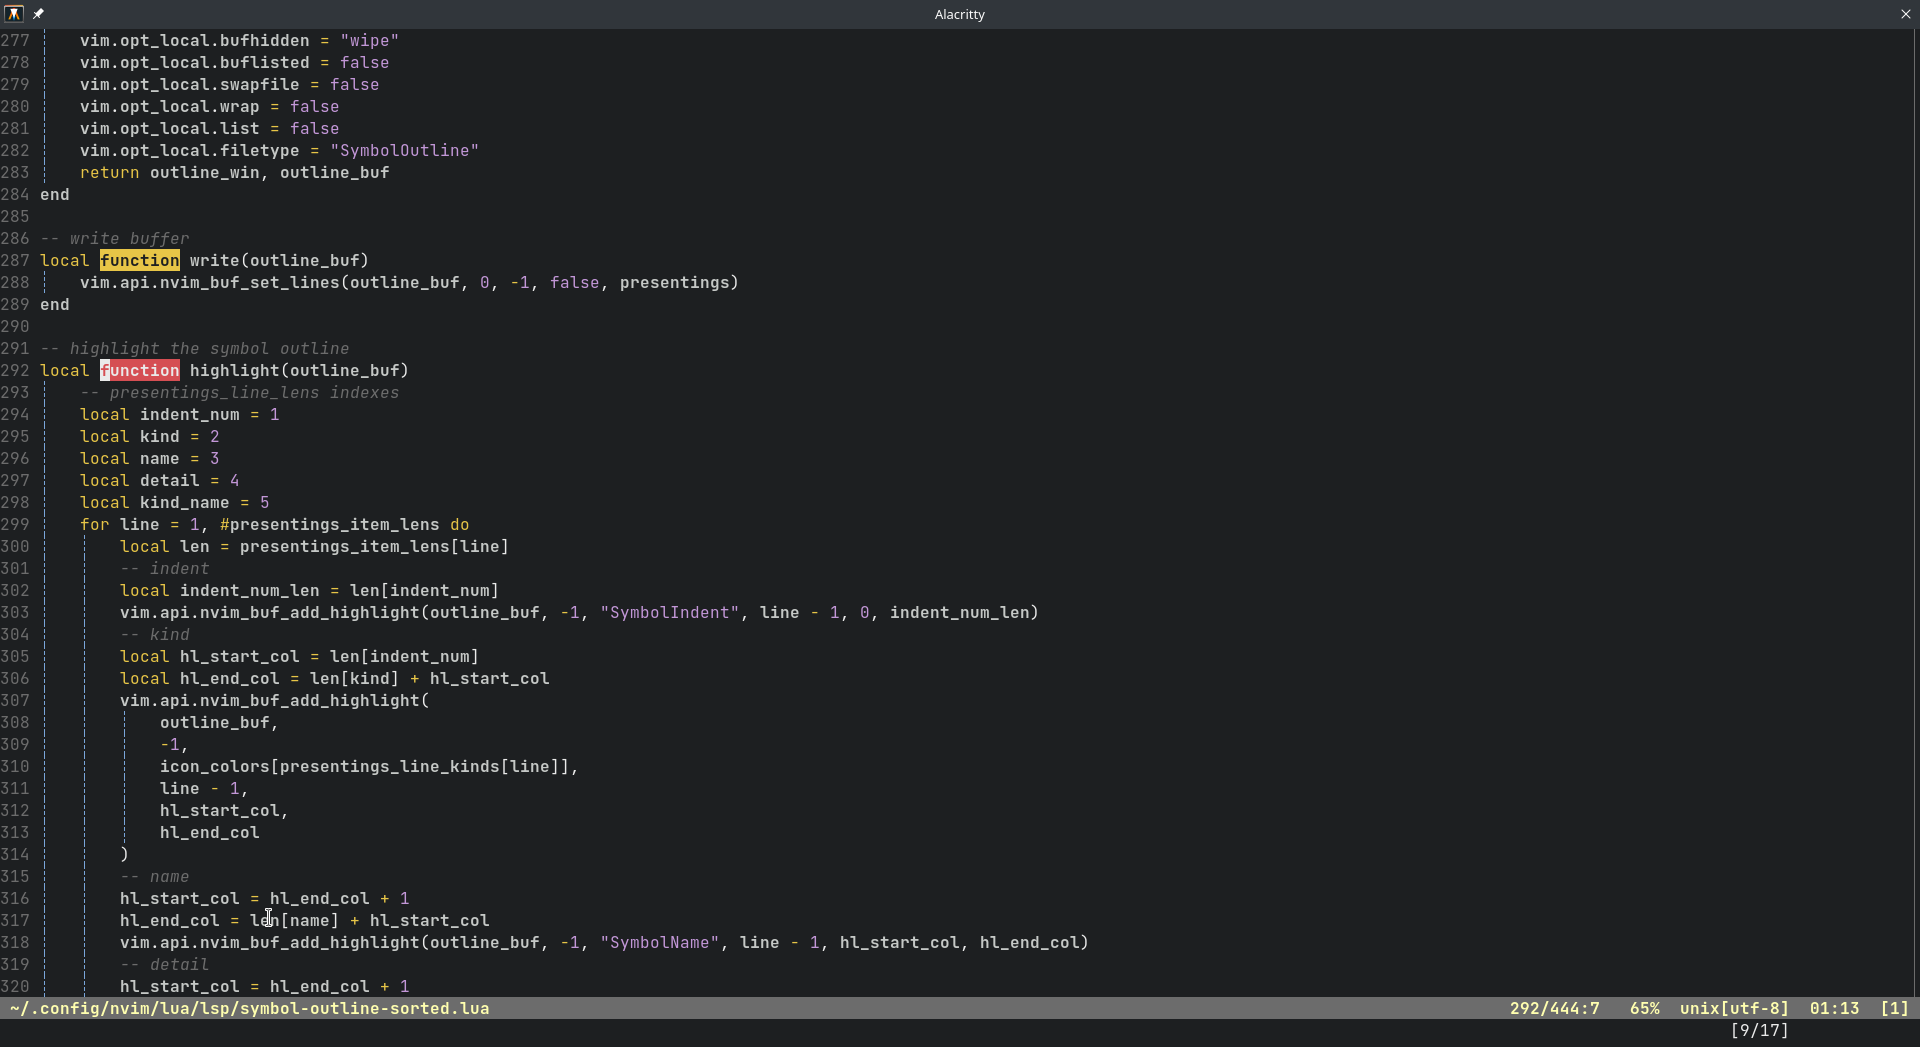 Alacritty
277 vim.opt_local.bufhidden = "wipe"
278 vim.opt_local.buflisted = false
279 vim.opt_local.swapfile = false
280 vim.opt_local.wrap = false
281 vim.opt_local.list = false
282 vim.opt_local.filetype = "SymbolOutline"
283 return outline_win, outline_buf
284 end
285
286 -- write buffer
287 local function write(outline_buf)
288 vim.api.nvim_buf_set_lines(outline_buf, 0, -1, false, presentings)
289 end
290
291 -- highlight the symbol outline
292 local function highlight(outline_buf)
293 -- presentings_line_lens indexes
294 local indent_num = 1
295 local kind = 2
296 local name = 3
297 local detail = 4
298 local kind_name = 5
299 for line = 1, #presentings_item_lens do
300 local len = presentings_item_lens[line]
301 -- indent
302 local indent_num_len = len[indent_num]
303 vim.api.nvim_buf_add_highlight(outline_buf, -1, "SymbolIndent", line - 1, 0, indent_num_len)
304 -- kind
305 local hl_start_col = len[indent_num]
306 local hl_end_col = len[kind] + hl_start_col
307 vim.api.nvim_buf_add_highlight(
308 outline_buf,
309 -1,
310 icon_colors[presentings_line_kinds[line]],
311 line - 1,
312 hl_start_col,
313 hl_end_col
314 )
315 -- name
316 hl_start_col = hl_end_col + 1
317 hl_end_col = len[name] + hl_start_col
318 vim.api.nvim_buf_add_highlight(outline_buf, -1, "SymbolName", line - 1, hl_start_col, hl_end_col)
319 -- detail
320 hl_start_col = hl_end_col + 1
~/.config/nvim/lua/lsp/symbol-outline-sorted.lua 292/444:7 65% unix[utf-8] 01:13 [1]
[9/17]